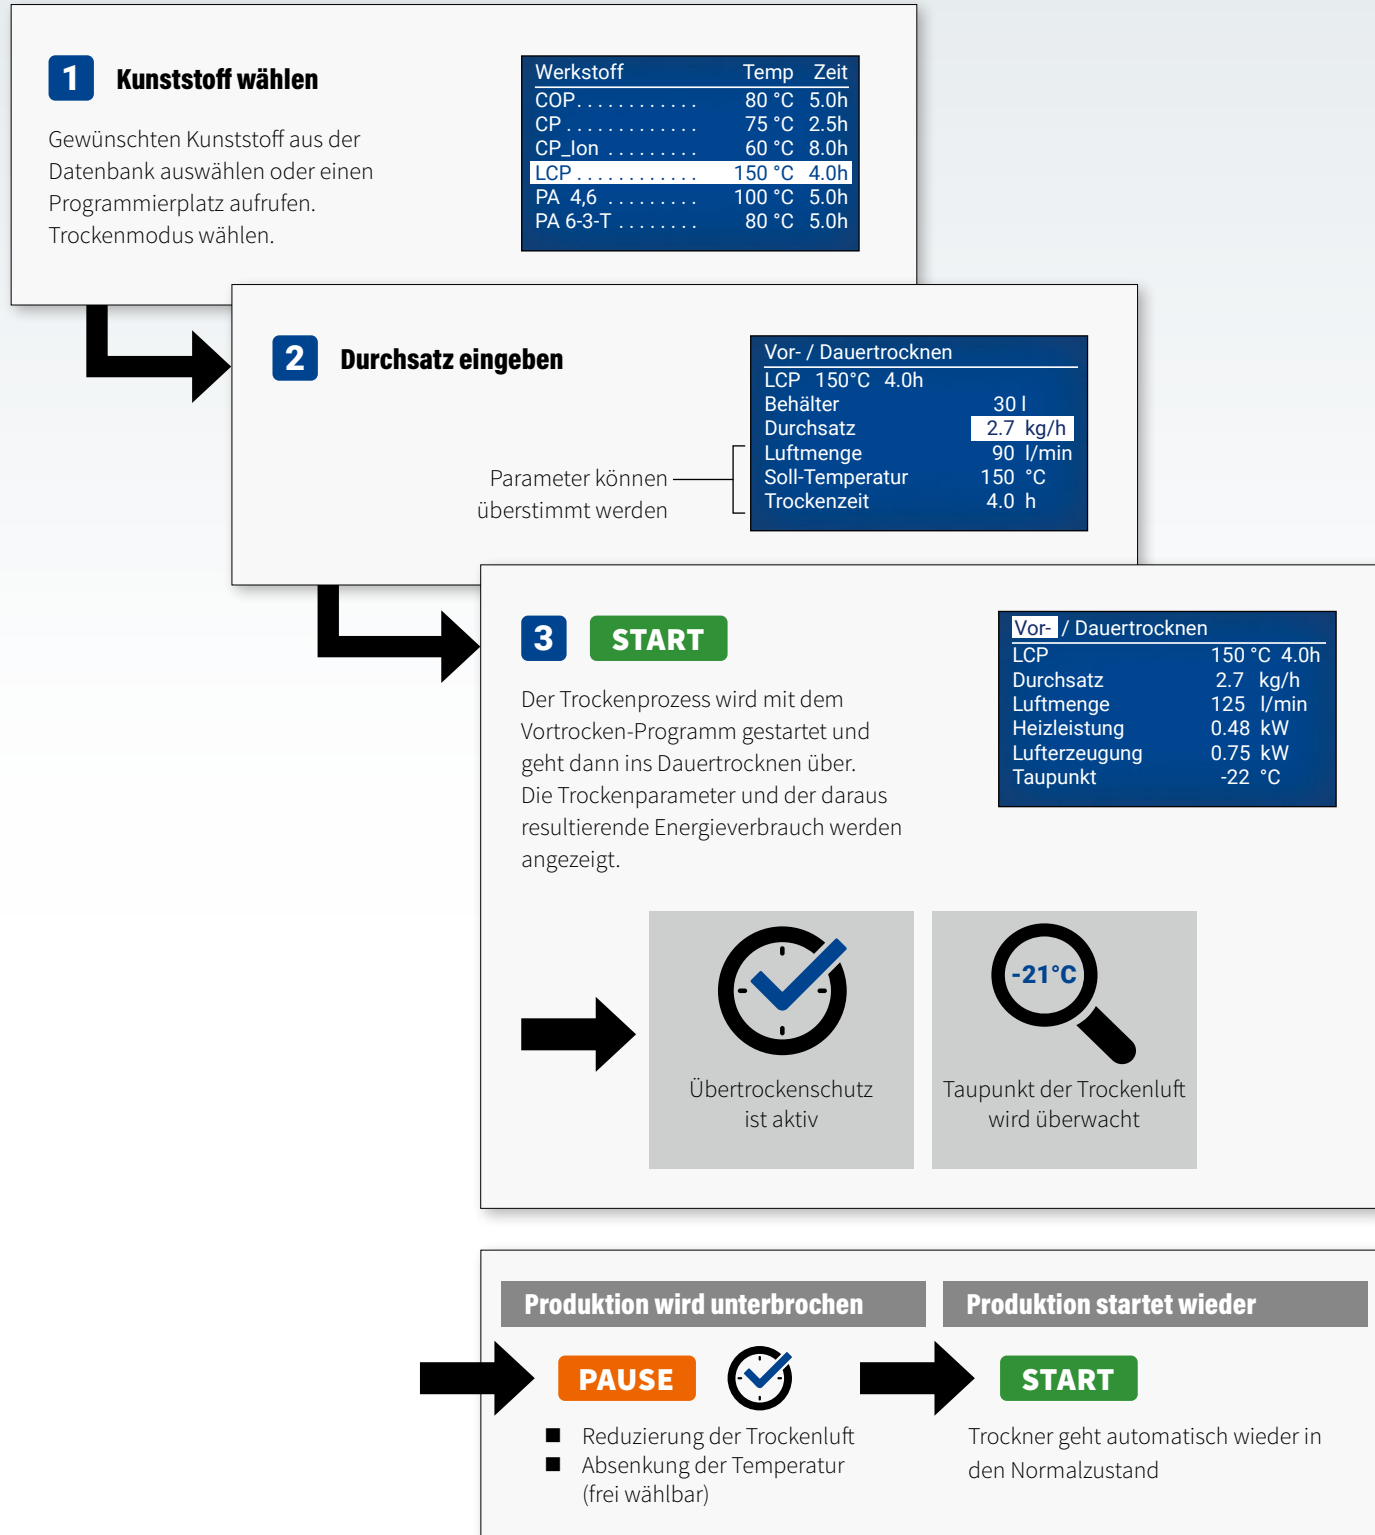 1 Kunststoff wählen
Gewünschten Kunststoff aus der
Datenbank auswählen oder einen
Programmierplatz aufrufen.
Trockenmodus wählen.
Werkstoff Temp Zeit
COP............ 80 °C 5.0h
CP............. 75 °C 2.5h
CP_Ion ......... 60 °C 8.0h
LCP............ 150 °C 4.0h
PA 4,6 ......... 100 °C 5.0h
PA 6-3-T ........ 80 °C 5.0h
2 Durchsatz eingeben
Parameter können
überstimmt werden
Vor- / Dauertrocknen
LCP 150°C 4.0h
Behälter 30 l
Durchsatz 2.7 kg/h
Luftmenge 90 l/min
Soll-Temperatur 150 °C
Trockenzeit 4.0 h
3 START
Der Trockenprozess wird mit dem
Vortrocken-Programm gestartet und
geht dann ins Dauertrocknen über.
Die Trockenparameter und der daraus
resultierende Energieverbrauch werden
angezeigt.
Vor- / Dauertrocknen
LCP 150 °C 4.0h
Durchsatz 2.7 kg/h
Luftmenge 125 l/min
Heizleistung 0.48 kW
Lufterzeugung 0.75 kW
Taupunkt -22 °C
Übertrockenschutz
ist aktiv
-21°C
Taupunkt der Trockenluft
wird überwacht
Produktion wird unterbrochen
PAUSE
■ Reduzierung der Trockenluft
■ Absenkung der Temperatur
(frei wählbar)
Produktion startet wieder
START
Trockner geht automatisch wieder in
den Normalzustand